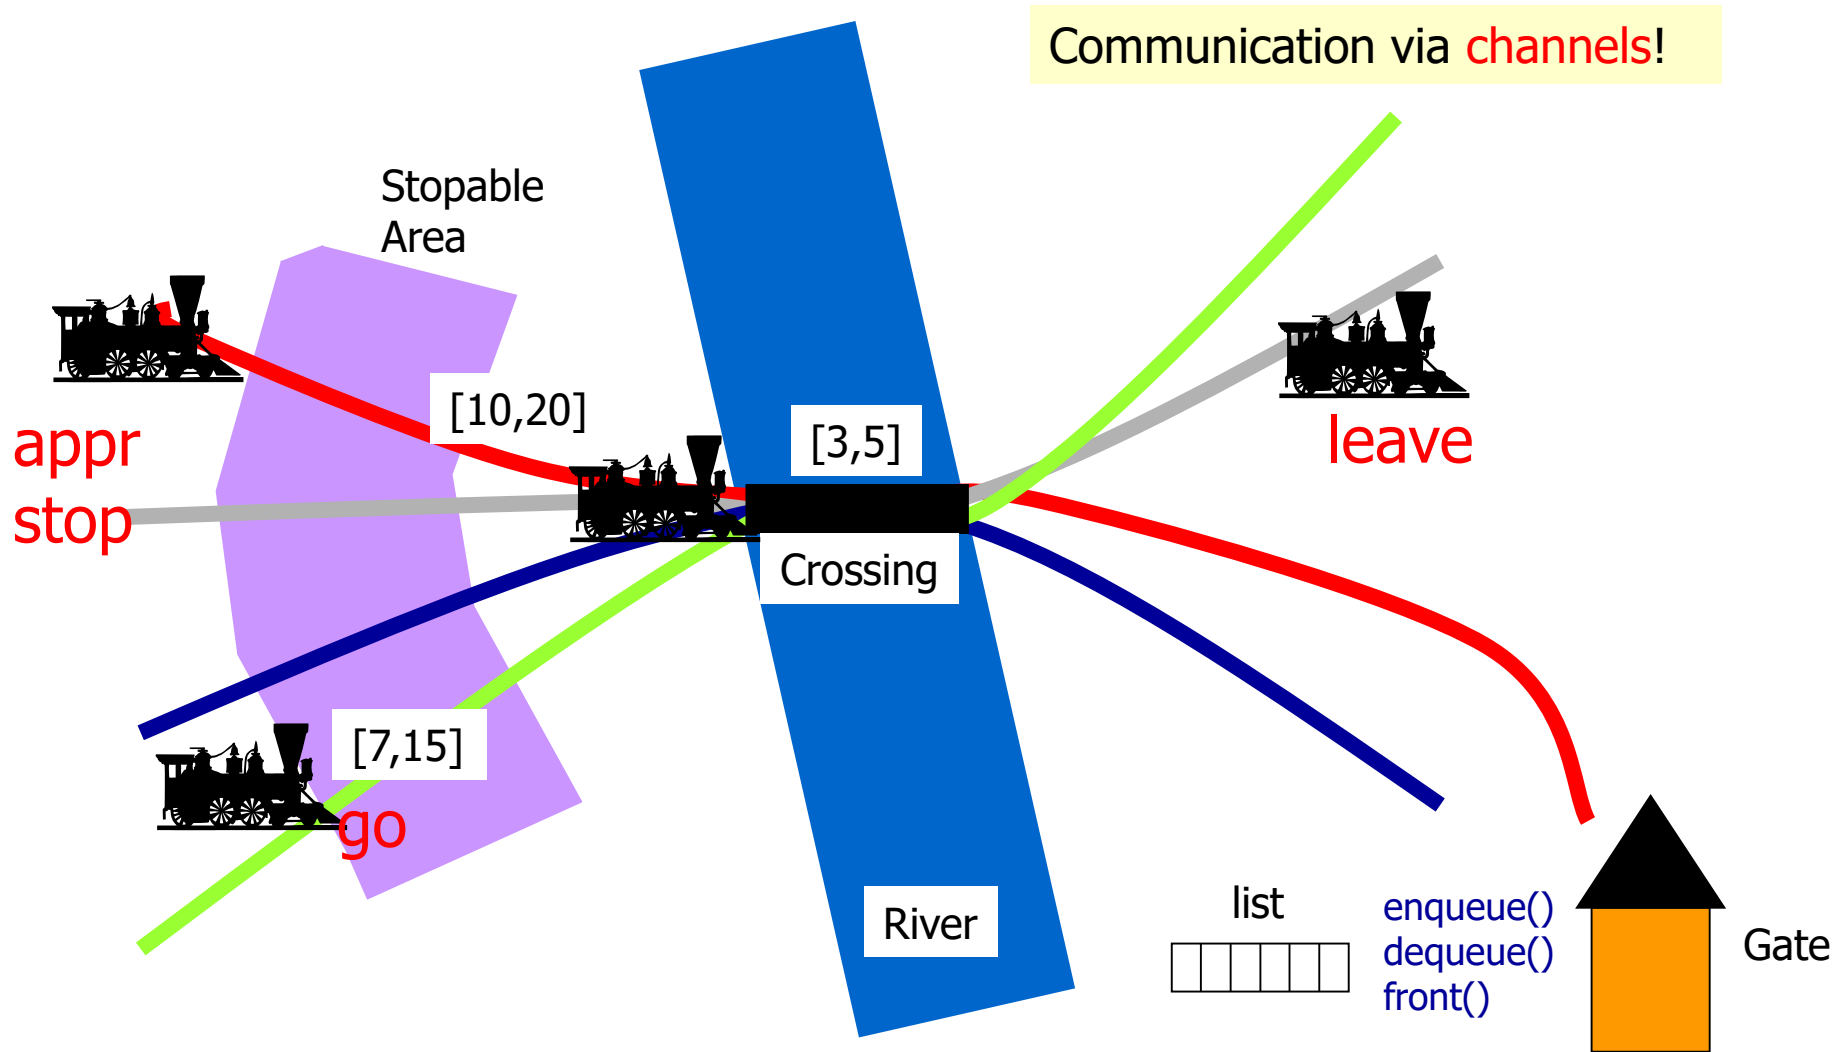 Communication via channels!
Stopable
Area
[10,20]
[3,5]
appr
stop
leave
Crossing
[7,15]
go
River
list
enqueue()
dequeue()
front()
Gate